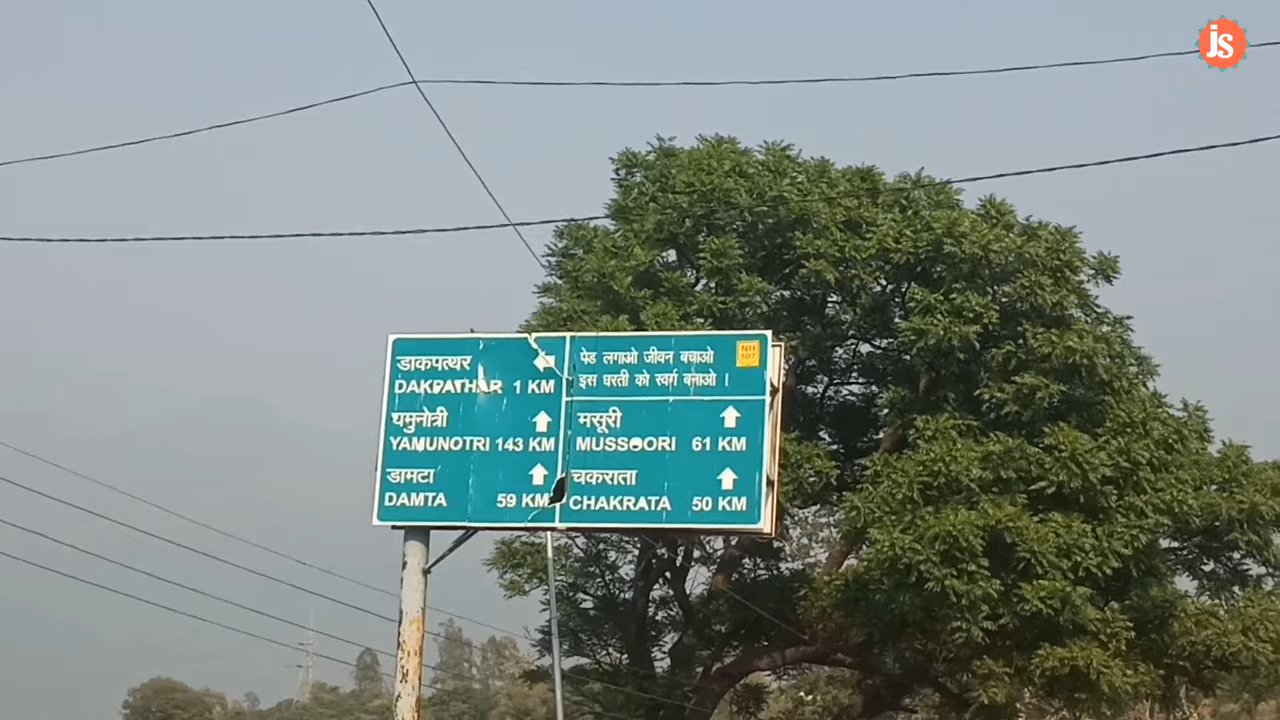 डाकपत्थर
DAKPATHAR 1 KM
यमुनोत्री
YAMUNOTRI 143 KM
डामटा
DAMTA 59 KM
पेड लगाओ जीवन बचाओ
इस धरती को स्वर्ग बनाओ ।
NH
507
मसूरी
MUSSOORI 61 KM
चकराता
CHAKRATA 50 KM
js